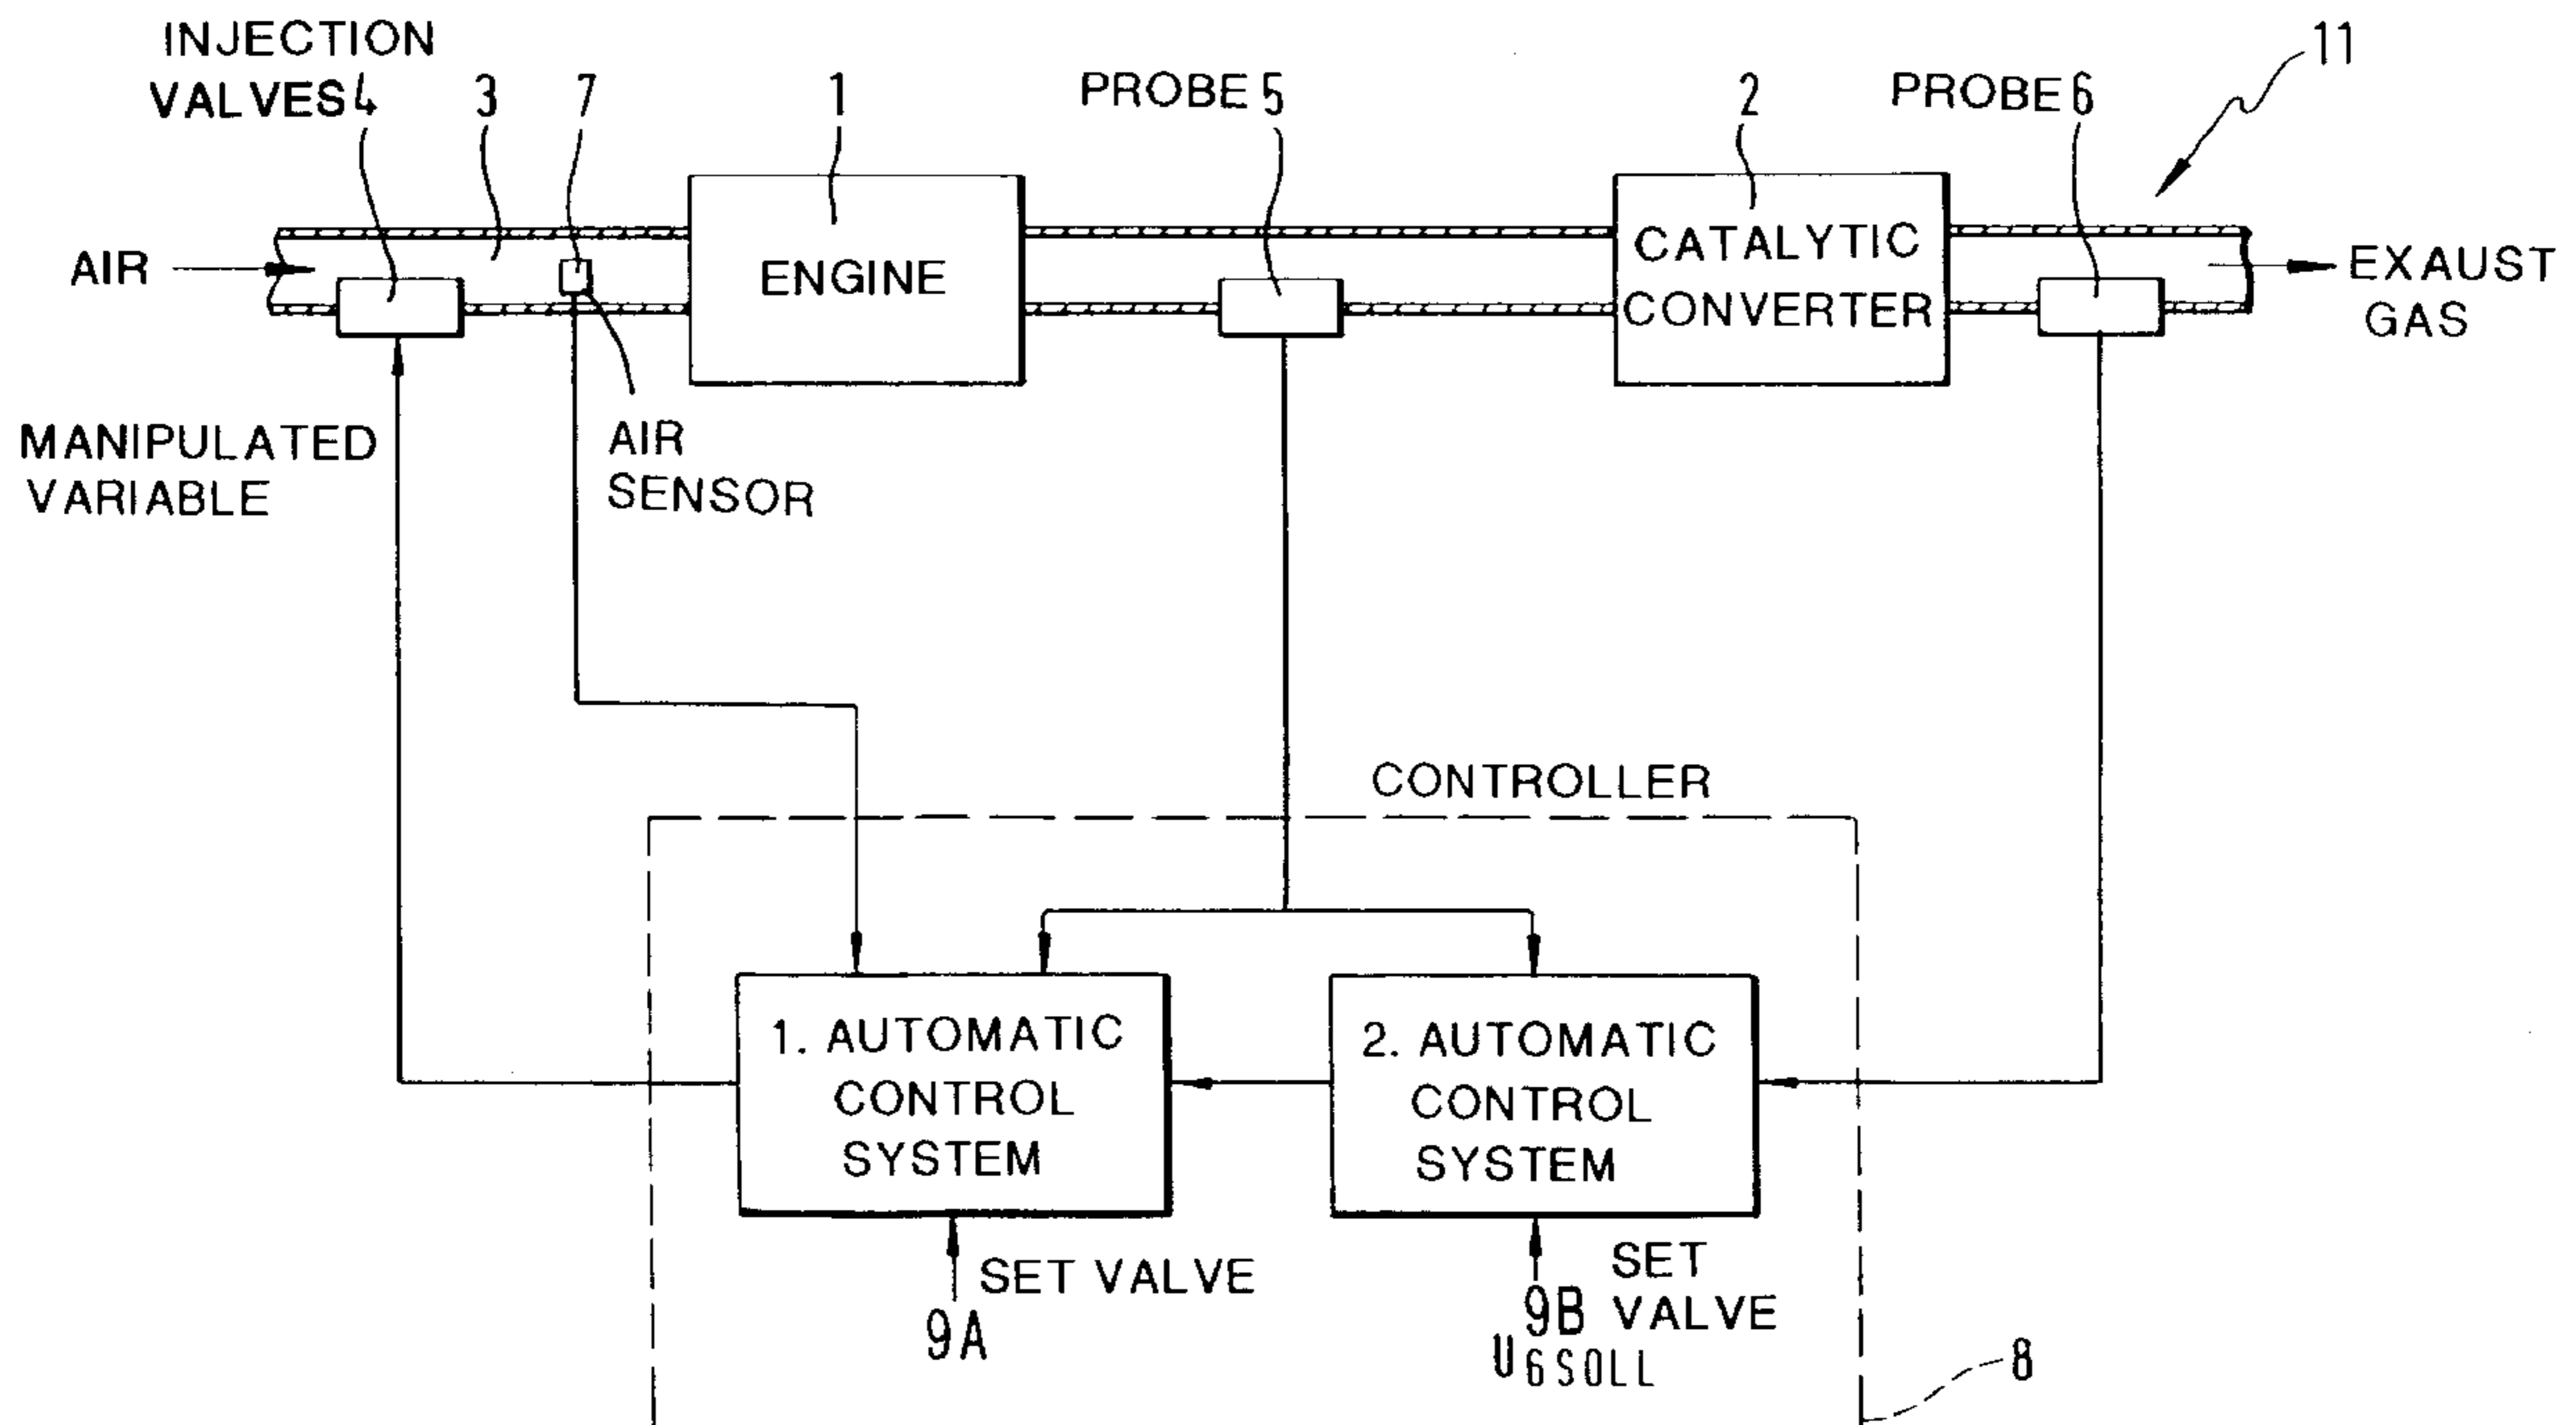 INJECTION
VALVES 4
3
7
1
PROBE 5
2
PROBE 6
11
AIR
ENGINE
CATALYTIC
CONVERTER
EXAUST
GAS
MANIPULATED
VARIABLE
AIR
SENSOR
CONTROLLER
1. AUTOMATIC
CONTROL
SYSTEM
2. AUTOMATIC
CONTROL
SYSTEM
SET VALVE
9A
SET
VALVE
9B
U6SOLL
8